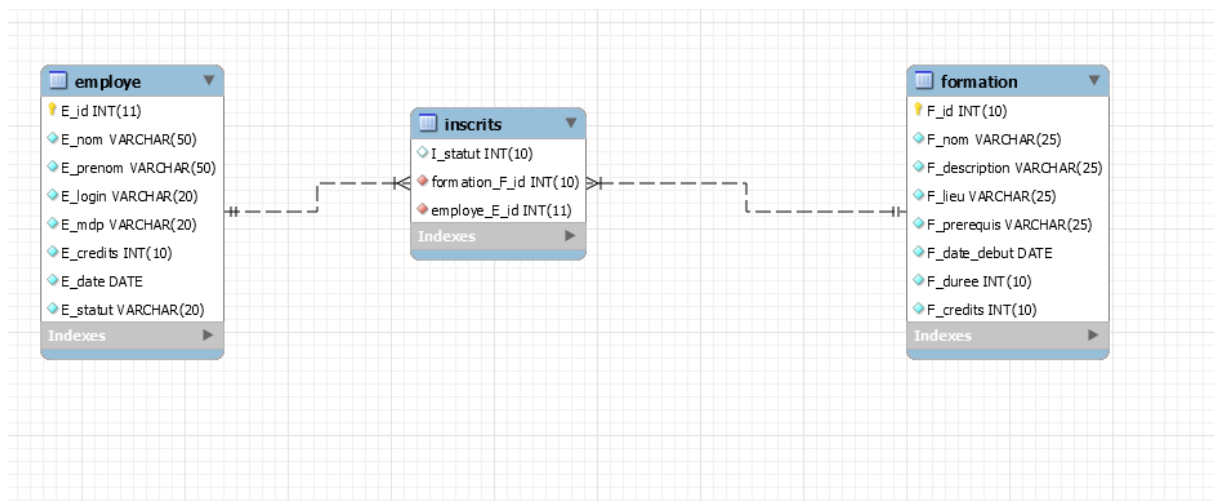 employe
E_id INT(11)
E_nom VARCHAR(50)
E_prenom VARCHAR(50)
E_login VARCHAR(20)
E_mdp VARCHAR(20)
E_credits INT(10)
E_date DATE
E_statut VARCHAR(20)
Indexes
inscrits
I_statut INT(10)
formation_F_id INT(10)
employe_E_id INT(11)
Indexes
formation
F_id INT(10)
F_nom VARCHAR(25)
F_description VARCHAR(25)
F_lieu VARCHAR(25)
F_prerequis VARCHAR(25)
F_date_debut DATE
F_duree INT(10)
F_credits INT(10)
Indexes